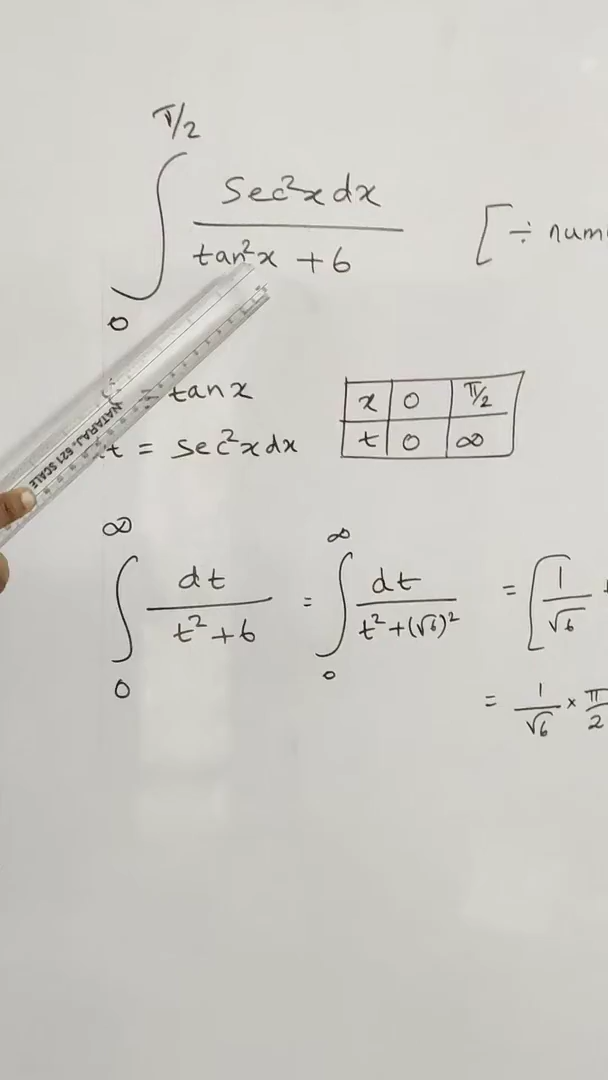 π/2
∫ sec²x dx / tan²x + 6 [÷ num
0
= tan x
t = sec²x dx
x 0 π/2
t 0 ∞
NATARAJ. 621 SCALE
∞ ∞
∫ dt / t² + 6 = ∫ dt / t² + (√6)² = [1/√6
0 0
= 1/√6 × π/2